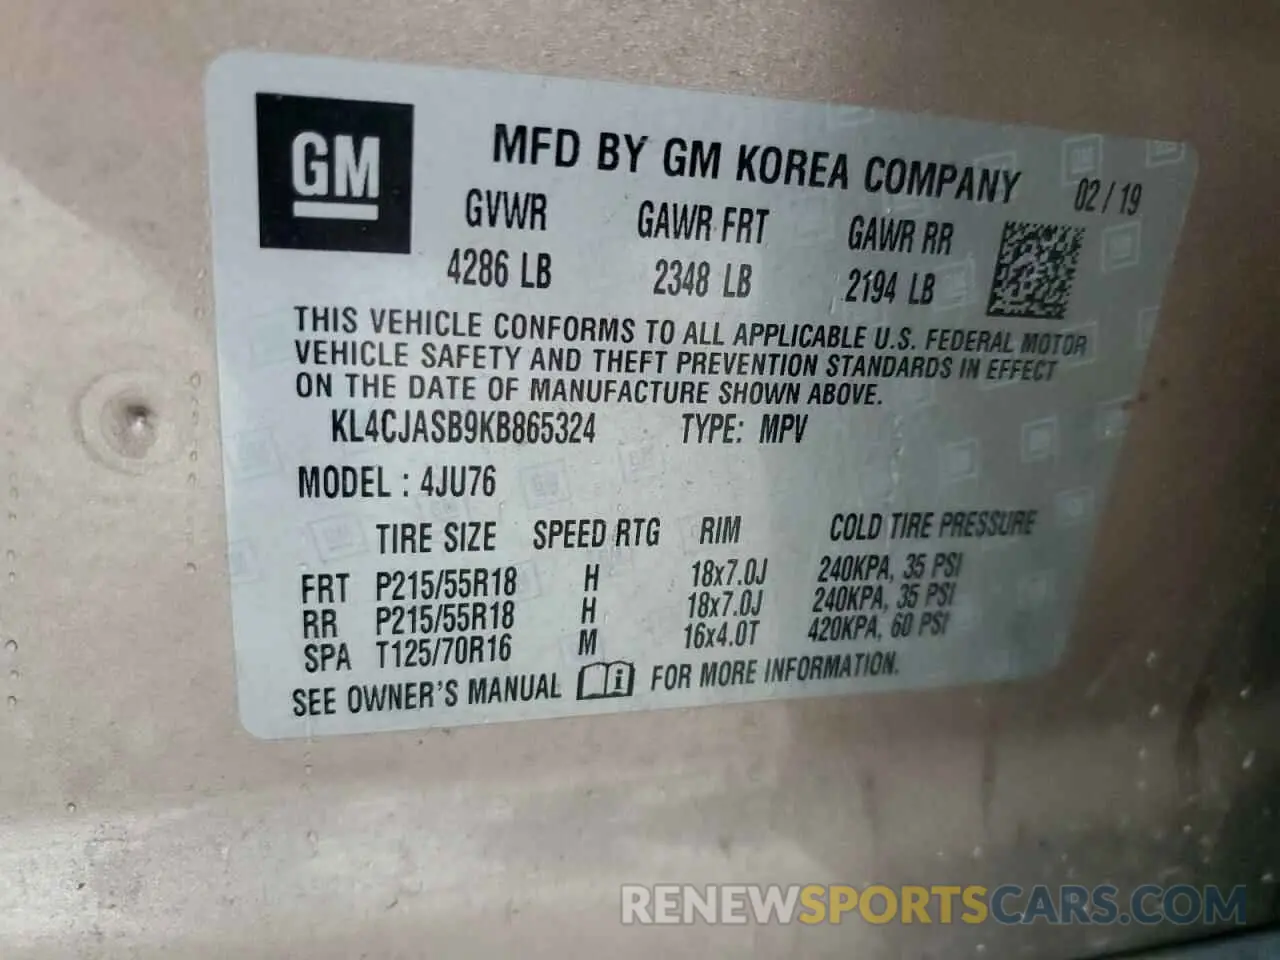 GM
MFD BY GM KOREA COMPANY 02/19
GVWR GAWR FRT GAWR RR
4286 LB 2348 LB 2194 LB
THIS VEHICLE CONFORMS TO ALL APPLICABLE U.S. FEDERAL MOTOR
VEHICLE SAFETY AND THEFT PREVENTION STANDARDS IN EFFECT
ON THE DATE OF MANUFACTURE SHOWN ABOVE.
KL4CJASB9KB865324 TYPE: MPV
MODEL : 4JU76
TIRE SIZE SPEED RTG RIM COLD TIRE PRESSURE
FRT P215/55R18 H 18x7.0J 240KPA, 35 PSI
RR P215/55R18 H 18x7.0J 240KPA, 35 PSI
SPA T125/70R16 M 16x4.0T 420KPA, 60 PSI
SEE OWNER'S MANUAL i FOR MORE INFORMATION.
RENEWSPORTSCARS.COM